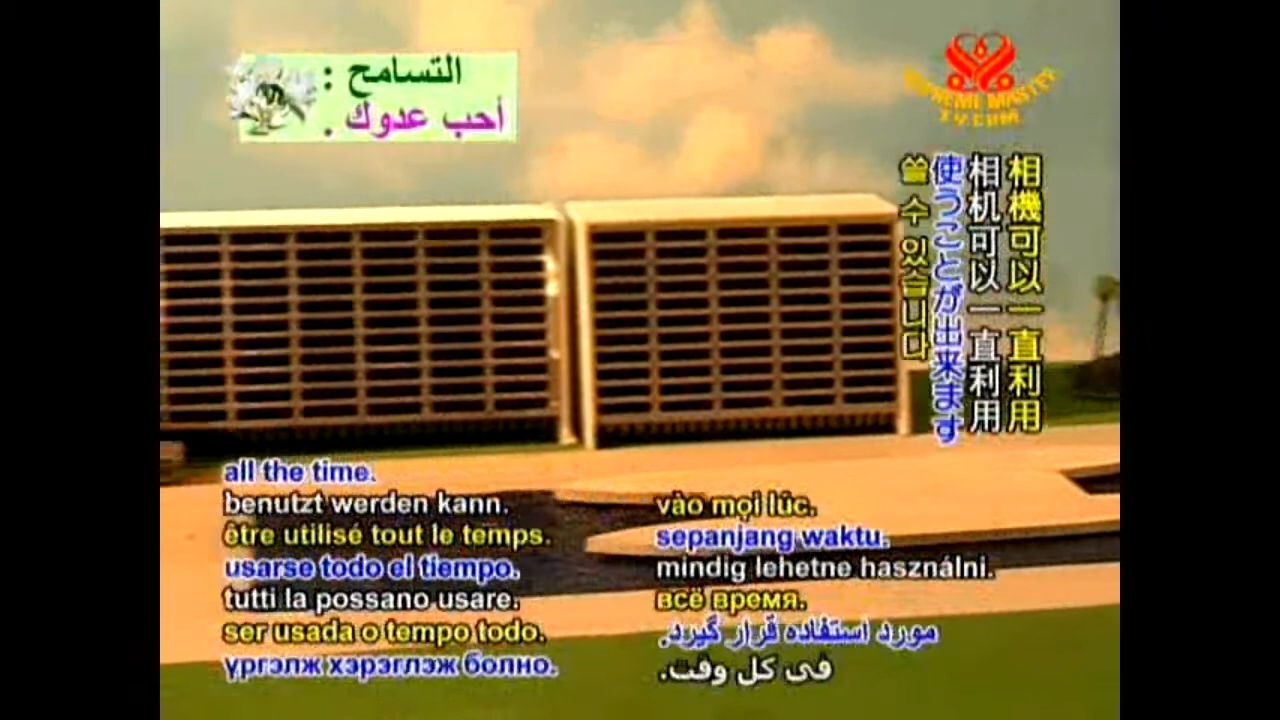 التسامح :
أحب عدوك .
SUPREME MASTER
TV.COM
相機可以一直利用
相机可以一直利用
使うことが出来ます
쓸 수 있습니다
all the time.
benutzt werden kann.
être utilisé tout le temps.
usarse todo el tiempo.
tutti la possano usare.
ser usada o tempo todo.
үргэлж хэрэглэж болно.
vào mọi lúc.
sepanjang waktu.
mindig lehetne használni.
всё время.
مورد استفاده قرار گیرد.
فى كل وقت.